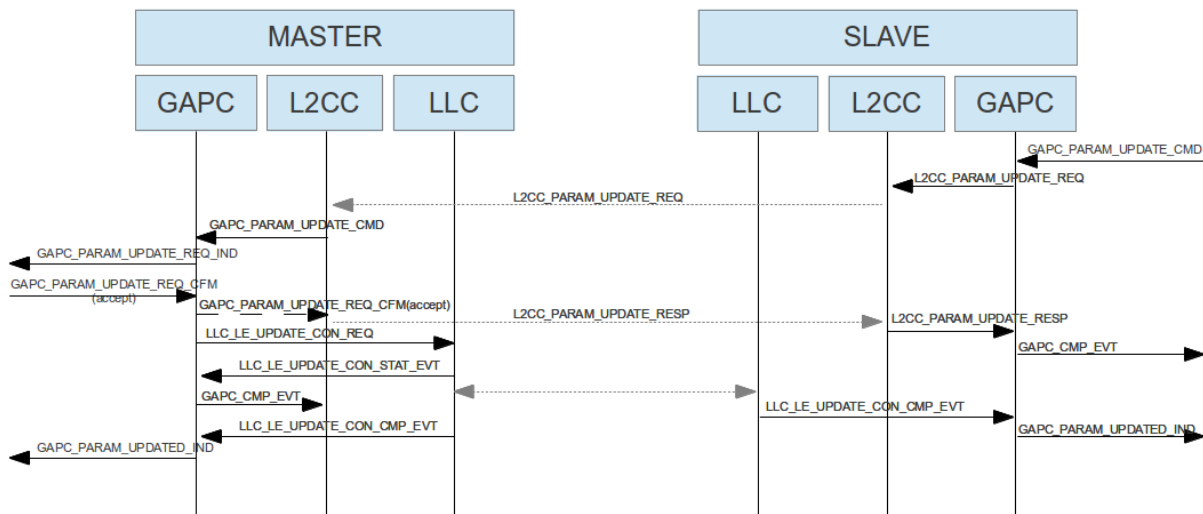 MASTER SLAVE
GAPC L2CC LLC LLC L2CC GAPC
GAPC_PARAM_UPDATE_CMD
L2CC_PARAM_UPDATE_REQ
L2CC_PARAM_UPDATE_REQ
GAPC_PARAM_UPDATE_CMD
GAPC_PARAM_UPDATE_REQ_IND
GAPC_PARAM_UPDATE_REQ_CFM
(accept)
GAPC_PARAM_UPDATE_REQ_CFM(accept)
L2CC_PARAM_UPDATE_RESP
L2CC_PARAM_UPDATE_RESP
LLC_LE_UPDATE_CON_REQ
GAPC_CMP_EVT
LLC_LE_UPDATE_CON_STAT_EVT
GAPC_CMP_EVT
LLC_LE_UPDATE_CON_CMP_EVT
LLC_LE_UPDATE_CON_CMP_EVT
GAPC_PARAM_UPDATED_IND
GAPC_PARAM_UPDATED_IND